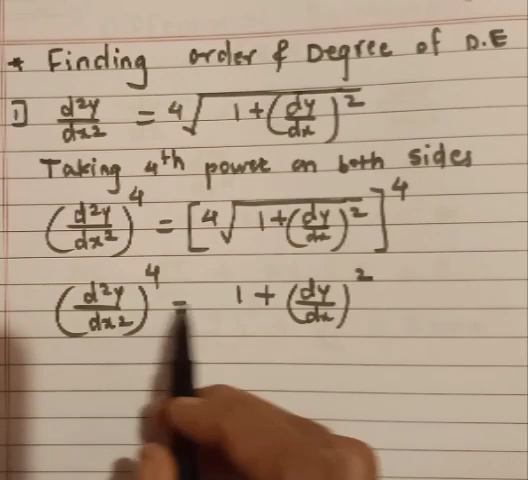 * Finding order & Degree of D.E
1] d²y/dx² = ⁴√(1+(dy/dx)²)
Taking 4th power on both sides
(d²y/dx²)⁴ = [⁴√(1+(dy/dx)²)]⁴
(d²y/dx²)⁴ = 1+(dy/dx)²